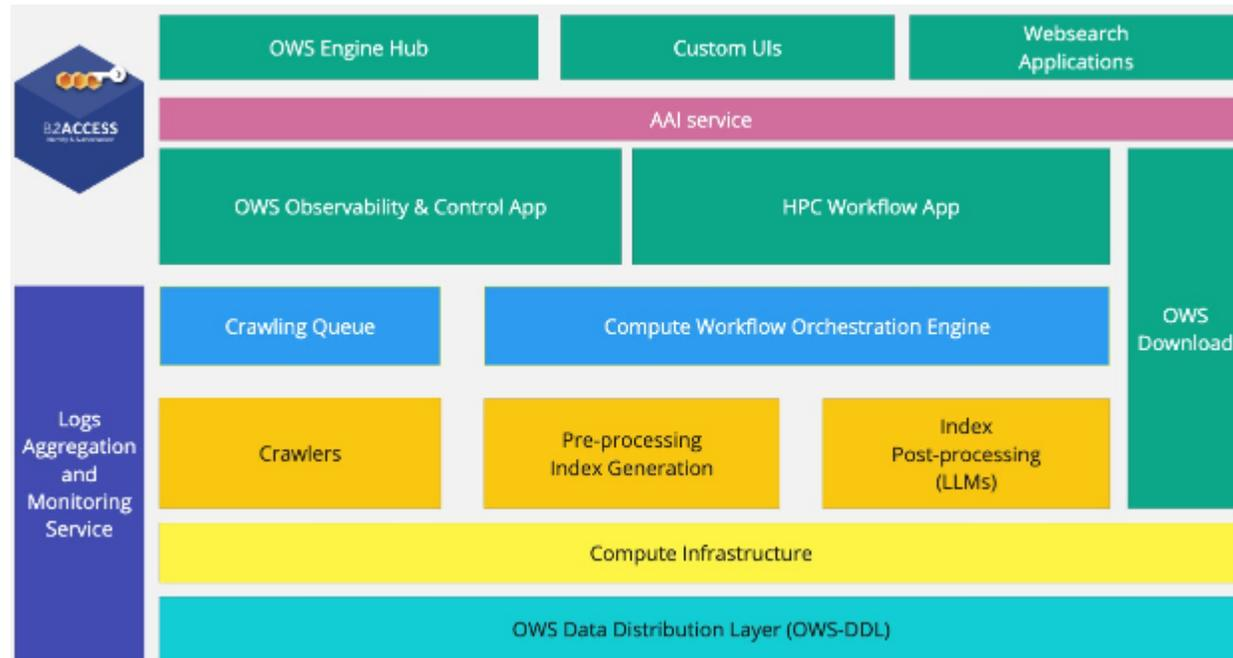 OWS Engine Hub
Custom UIs
Websearch
Applications
B2ACCESS
AAI service
OWS Observability & Control App
HPC Workflow App
OWS
Download
Crawling Queue
Compute Workflow Orchestration Engine
Logs
Aggregation
and
Monitoring
Service
Crawlers
Pre-processing
Index Generation
Index
Post-processing
(LLMs)
Compute Infrastructure
OWS Data Distribution Layer (OWS-DDL)